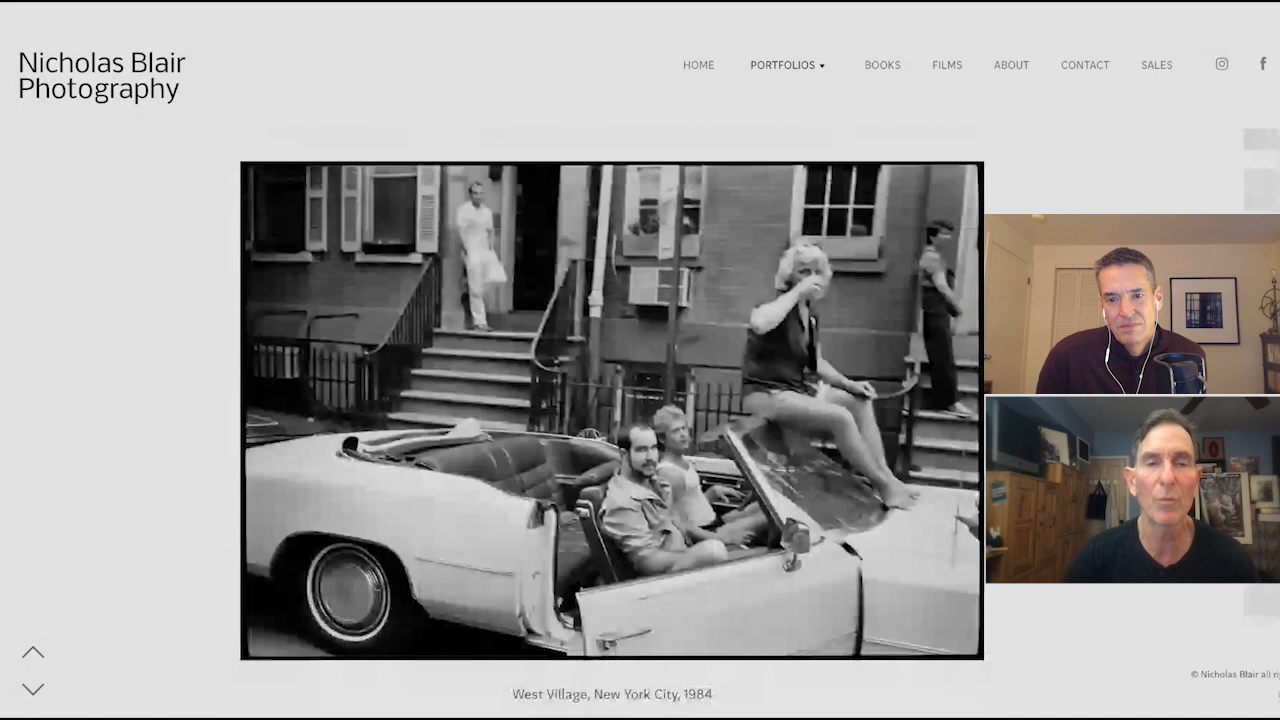 Nicholas Blair
Photography
HOME PORTFOLIOS BOOKS FILMS ABOUT CONTACT SALES
West Village, New York City, 1984
© Nicholas Blair all